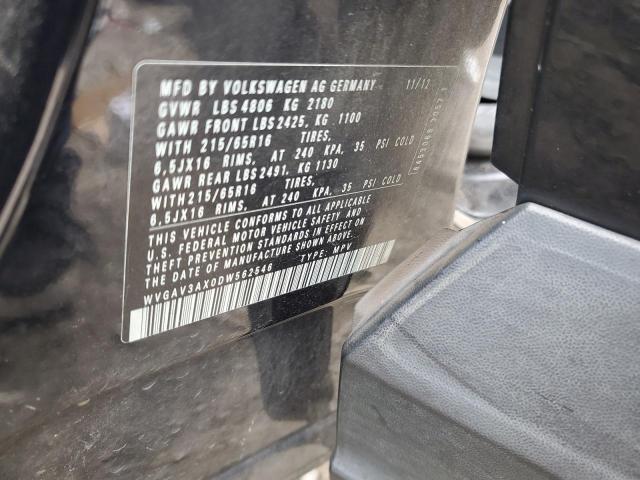 MFD BY VOLKSWAGEN AG GERMANY 11/12
GVWR LBS 4806 KG 2180
GAWR FRONT LBS 2425, KG 1100
WITH 215/65R16 TIRES,
6,5JX16 RIMS, AT 240 KPA, 35 PSI COLD
GAWR REAR LBS 2491, KG 1130
WITH 215/65R16 TIRES,
6,5JX16 RIMS, AT 240 KPA, 35 PSI COLD
THIS VEHICLE CONFORMS TO ALL APPLICABLE
U.S. FEDERAL MOTOR VEHICLE SAFETY AND
THEFT PREVENTION STANDARDS IN EFFECT ON
THE DATE OF MANUFACTURE SHOWN ABOVE.
WVGAV3AX0DW562546 TYPE: MPV